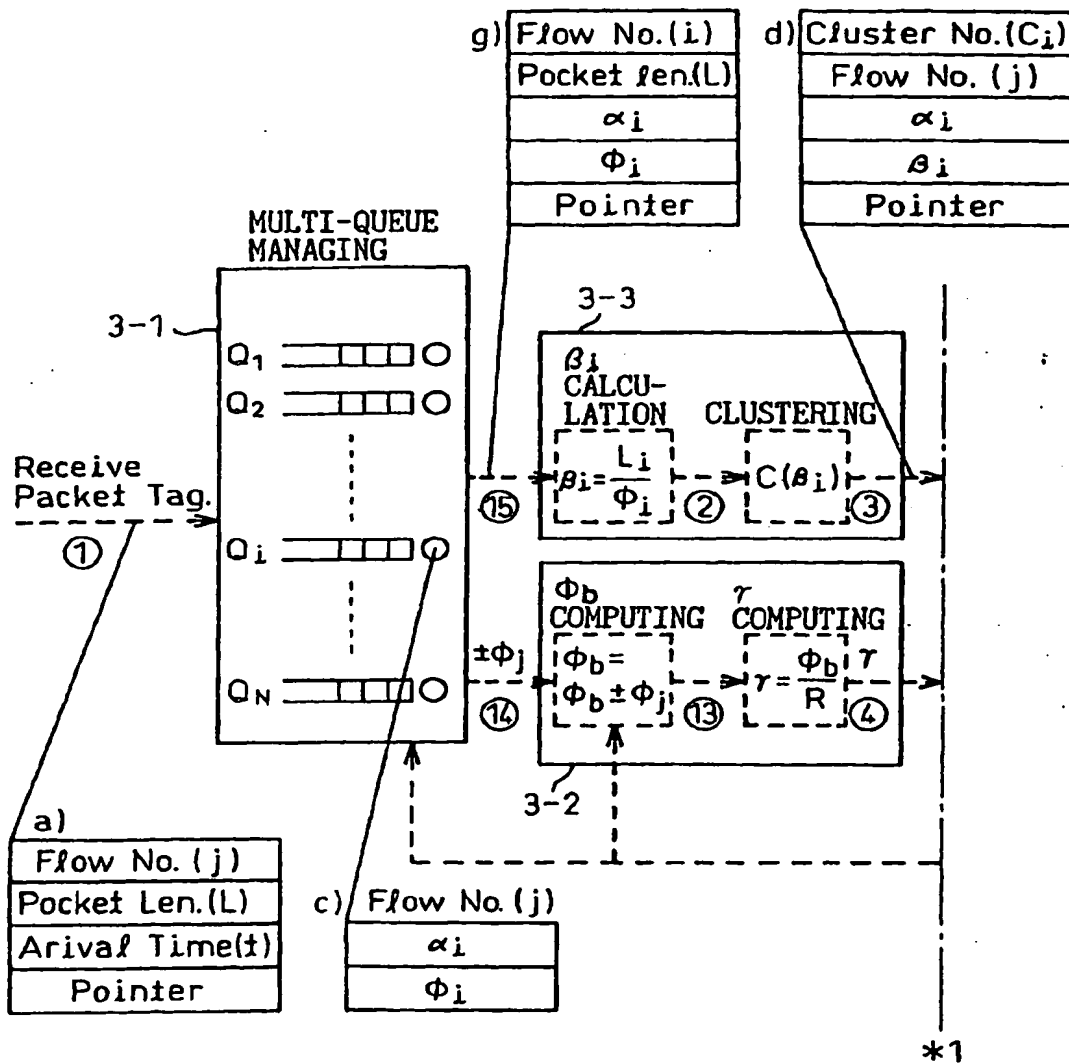 g) Flow No.(i)
Pocket len.(L)
αi
Φi
Pointer
d) Cluster No.(Ci)
Flow No. (j)
αi
βi
Pointer
MULTI-QUEUE
MANAGING
3-1
Q1
Q2
Qi
QN
Receive
Packet Tag.
①
3-3
βi
CALCU-
LATION
βi = Li / Φi
②
CLUSTERING
C(βi)
③
⑮
Φb
COMPUTING
Φb =
Φb ± Φj
⑬
γ
COMPUTING
γ = Φb / R
γ
④
±Φj
⑭
3-2
a)
Flow No. (j)
Pocket Len.(L)
Arival Time(t)
Pointer
c) Flow No. (j)
αi
Φi
*1